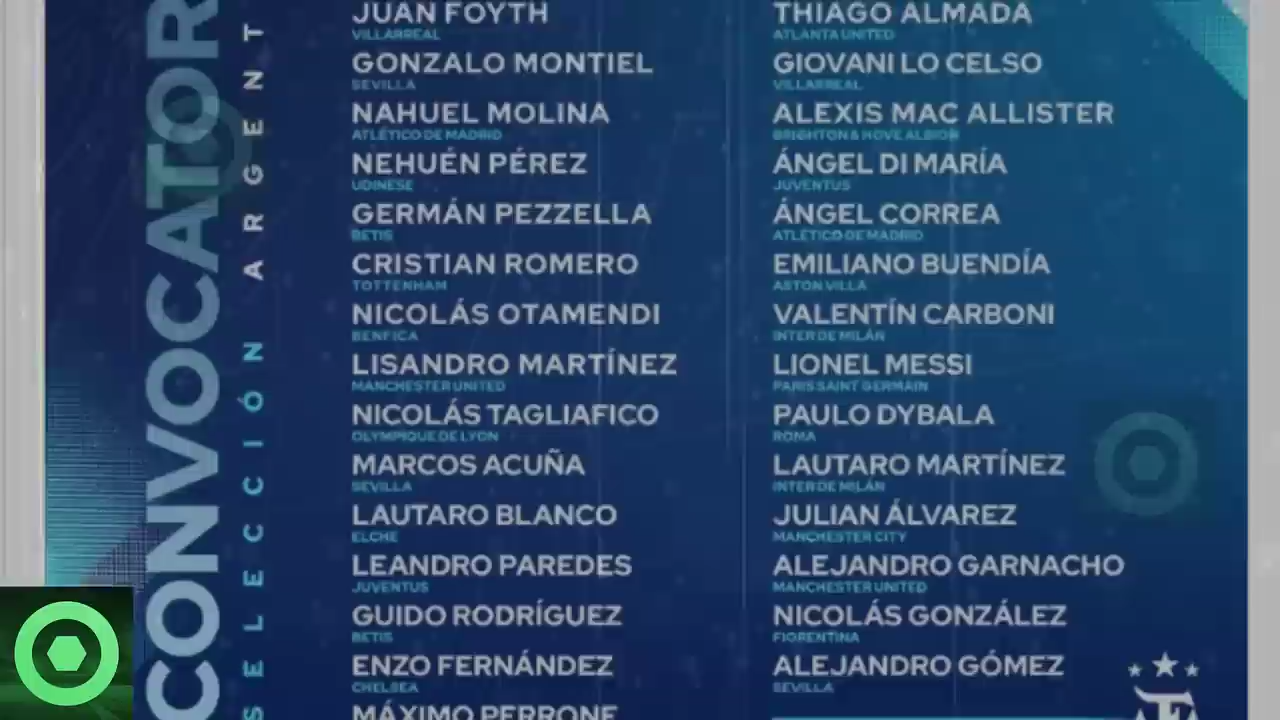 CONVOCATOR
SELECCIÓN ARGENT
JUAN FOYTH
VILLARREAL
GONZALO MONTIEL
SEVILLA
NAHUEL MOLINA
ATLÉTICO DE MADRID
NEHUÉN PÉREZ
UDINESE
GERMÁN PEZZELLA
BETIS
CRISTIAN ROMERO
TOTTENHAM
NICOLÁS OTAMENDI
BENFICA
LISANDRO MARTÍNEZ
MANCHESTER UNITED
NICOLÁS TAGLIAFICO
OLYMPIQUE DE LYON
MARCOS ACUÑA
SEVILLA
LAUTARO BLANCO
ELCHE
LEANDRO PAREDES
JUVENTUS
GUIDO RODRÍGUEZ
BETIS
ENZO FERNÁNDEZ
CHELSEA
MÁXIMO PERRONE
THIAGO ALMADA
ATLANTA UNITED
GIOVANI LO CELSO
VILLARREAL
ALEXIS MAC ALLISTER
BRIGHTON & HOVE ALBION
ÁNGEL DI MARÍA
JUVENTUS
ÁNGEL CORREA
ATLÉTICO DE MADRID
EMILIANO BUENDÍA
ASTON VILLA
VALENTÍN CARBONI
INTER DE MILÁN
LIONEL MESSI
PARIS SAINT GERMAIN
PAULO DYBALA
ROMA
LAUTARO MARTÍNEZ
INTER DE MILÁN
JULIAN ÁLVAREZ
MANCHESTER CITY
ALEJANDRO GARNACHO
MANCHESTER UNITED
NICOLÁS GONZÁLEZ
FIORENTINA
ALEJANDRO GÓMEZ
SEVILLA